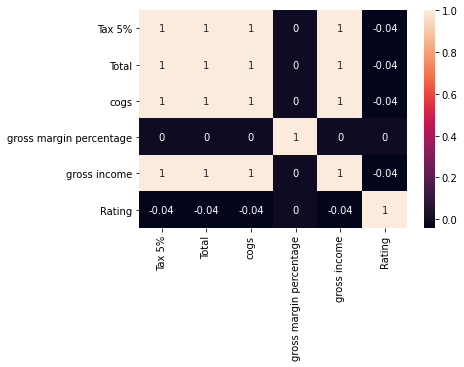 Tax 5% 1 1 1 0 1 -0.04
Total 1 1 1 0 1 -0.04
cogs 1 1 1 0 1 -0.04
gross margin percentage 0 0 0 1 0 0
gross income 1 1 1 0 1 -0.04
Rating -0.04 -0.04 -0.04 0 -0.04 1
Tax 5%
Total
cogs
gross margin percentage
gross income
Rating
1.0
0.8
0.6
0.4
0.2
0.0